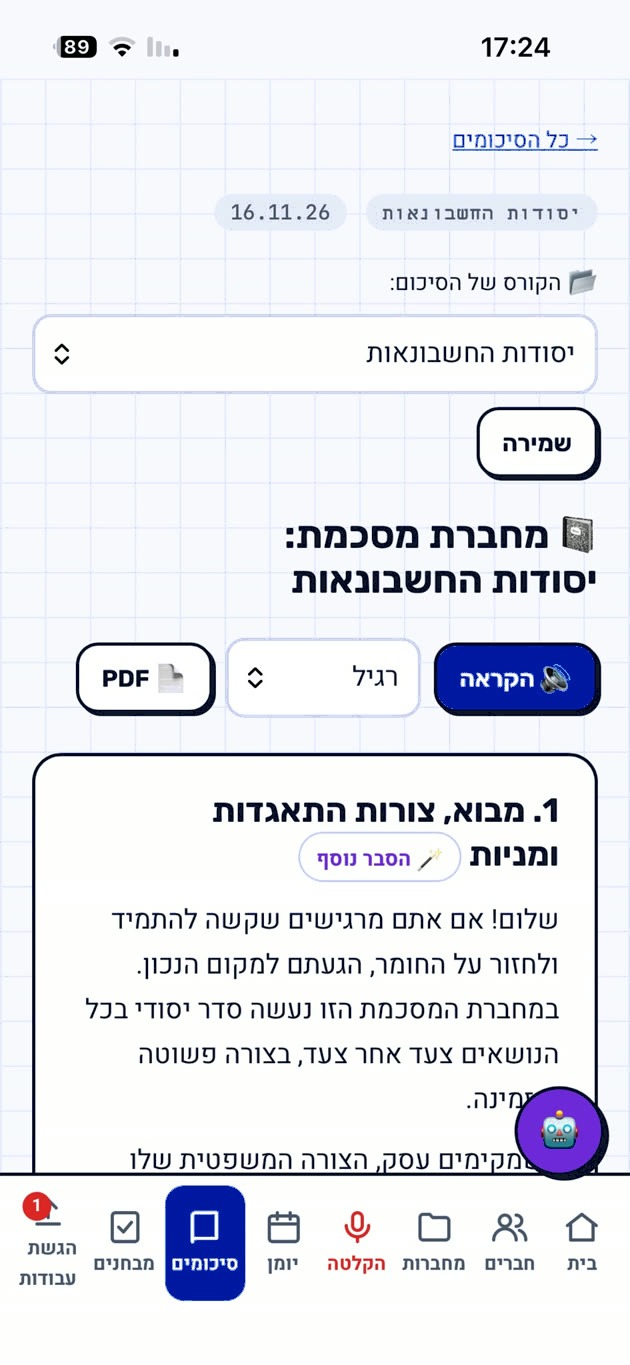 89
17:24
→ כל הסיכומים
יסודות החשבונאות
16.11.26
הקורס של הסיכום:
יסודות החשבונאות
שמירה
מחברת מסכמת:
יסודות החשבונאות
הקראה
רגיל
PDF
1. מבוא, צורות התאגדות
ומניות הסבר נוסף
שלום! אם אתם מרגישים שקשה להתמיד
ולחזור על החומר, הגעתם למקום הנכון.
במחברת המסכמת הזו נעשה סדר יסודי בכל
הנושאים צעד אחר צעד, בצורה פשוטה
עסק, הצורה המשפטית שלו
בית
חברים
מחברות
הקלטה
יומן
סיכומים
מבחנים
1
הגשת
עבודות